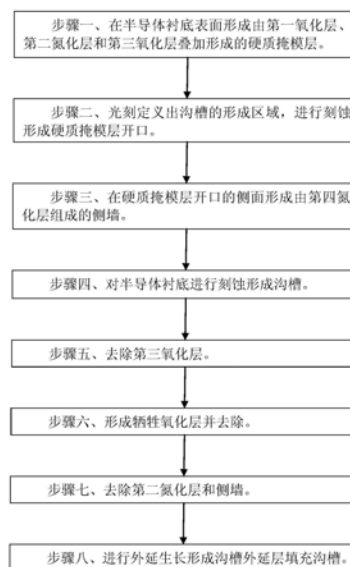 步骤一、在半导体衬底表面形成由第一氧化层、
第二氮化层和第三氧化层叠加形成的硬质掩模层。
步骤二、光刻定义出沟槽的形成区域,进行刻蚀
形成硬质掩模层开口。
步骤三、在硬质掩模层开口的侧面形成由第四氮
化层组成的侧墙。
步骤四、对半导体衬底进行刻蚀形成沟槽。
步骤五、去除第三氧化层。
步骤六、形成牺牲氧化层并去除。
步骤七、去除第二氮化层和侧墙。
步骤八、进行外延生长形成沟槽外延层填充沟槽。